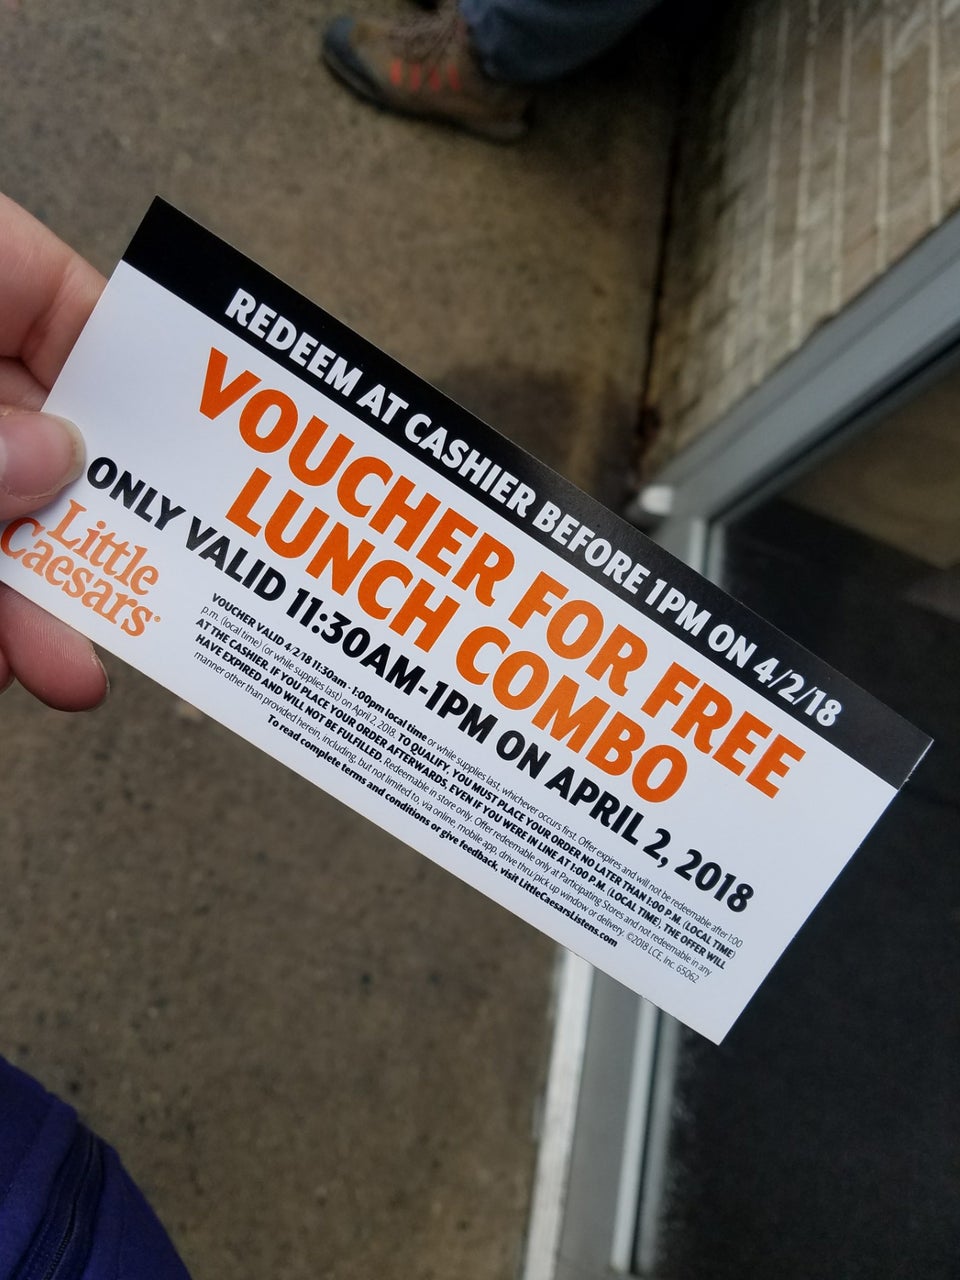 REDEEM AT CASHIER BEFORE 1PM ON 4/2/18
VOUCHER FOR FREE
LUNCH COMBO
ONLY VALID 11:30AM-1PM ON APRIL 2, 2018
Little
Caesars®
VOUCHER VALID 4/2/18 11:30am - 1:00pm local time or while supplies last, whichever occurs first. Offer expires and will not be redeemable after 1:00
p.m. (local time) (or while supplies last) on April 2, 2018. TO QUALIFY, YOU MUST PLACE YOUR ORDER NO LATER THAN 1:00 P.M. (LOCAL TIME)
AT THE CASHIER. IF YOU PLACE YOUR ORDER AFTERWARDS, EVEN IF YOU WERE IN LINE AT 1:00 P.M. (LOCAL TIME), THE OFFER WILL
HAVE EXPIRED AND WILL NOT BE FULFILLED. Redeemable in store only. Offer redeemable only at Participating Stores and not redeemable in any
manner other than provided herein, including, but not limited to, via online, mobile app, drive thru/pick up window or delivery. ©2018 LCE, Inc. 65062
To read complete terms and conditions or give feedback, visit LittleCaesarsListens.com